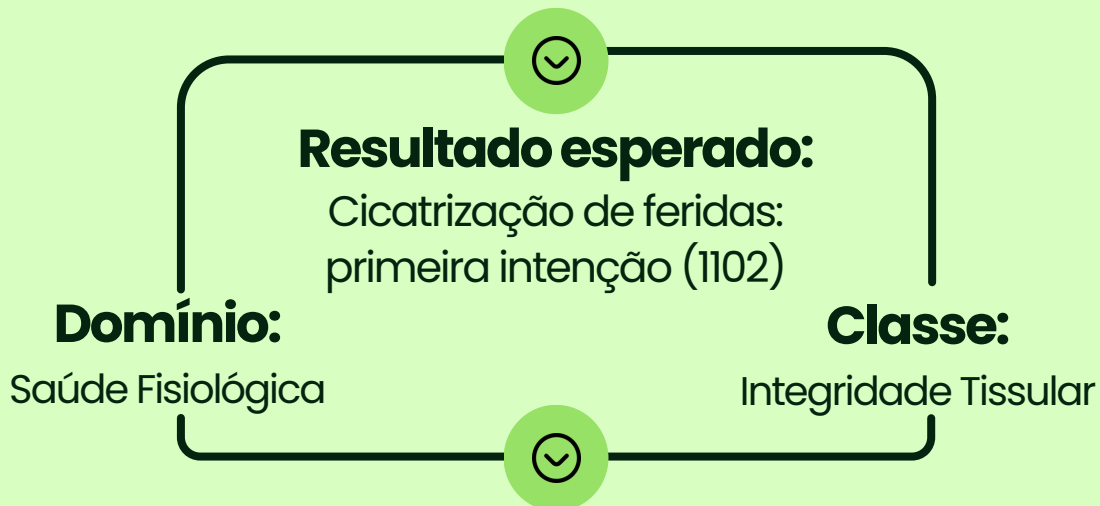 Resultado esperado:
Cicatrização de feridas:
primeira intenção (1102)
Domínio:
Saúde Fisiológica
Classe:
Integridade Tissular